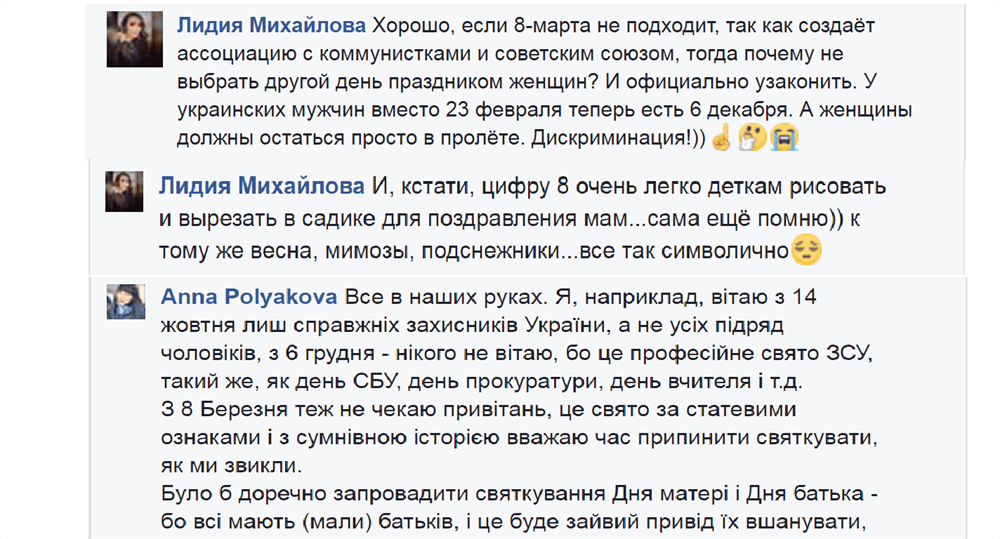 Лидия Михайлова Хорошо, если 8-марта не подходит, так как создаёт
ассоциацию с коммунистками и советским союзом, тогда почему не
выбрать другой день праздником женщин? И официально узаконить. У
украинских мужчин вместо 23 февраля теперь есть 6 декабря. А женщины
должны остаться просто в пролёте. Дискриминация!)) ☝🤔😭
Лидия Михайлова И, кстати, цифру 8 очень легко деткам рисовать
и вырезать в садике для поздравления мам...сама ещё помню)) к
тому же весна, мимозы, подснежники...все так символично😔
Anna Polyakova Все в наших руках. Я, наприклад, вітаю з 14
жовтня лиш справжніх захисників України, а не усіх підряд
чоловіків, з 6 грудня - нікого не вітаю, бо це професійне свято ЗСУ,
такий же, як день СБУ, день прокуратури, день вчителя і т.д.
З 8 Березня теж не чекаю привітань, це свято за статевими
ознаками і з сумнівною історією вважаю час припинити святкувати,
як ми звикли.
Було б доречно запровадити святкування Дня матері і Дня батька -
бо всі мають (мали) батьків, і це буде зайвий привід їх вшанувати,